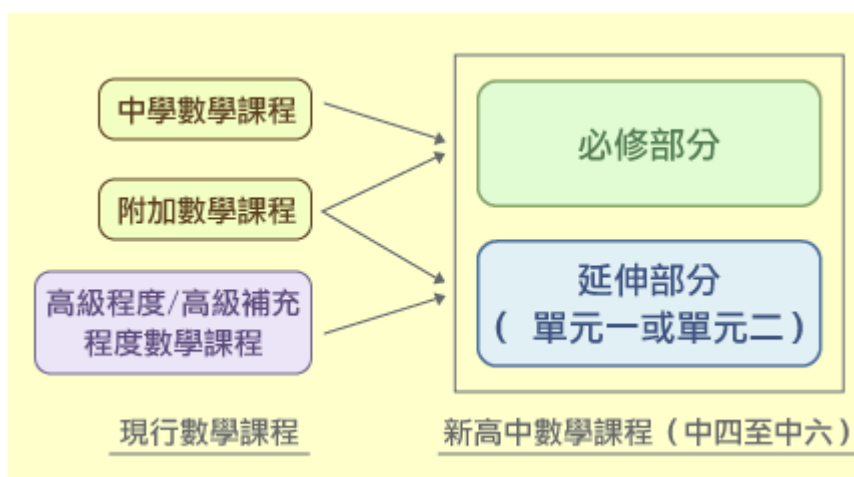 中學數學課程
附加數學課程
高級程度/高級補充
程度數學課程
現行數學課程
必修部分
延伸部分
( 單元一或單元二)
新高中數學課程(中四至中六)